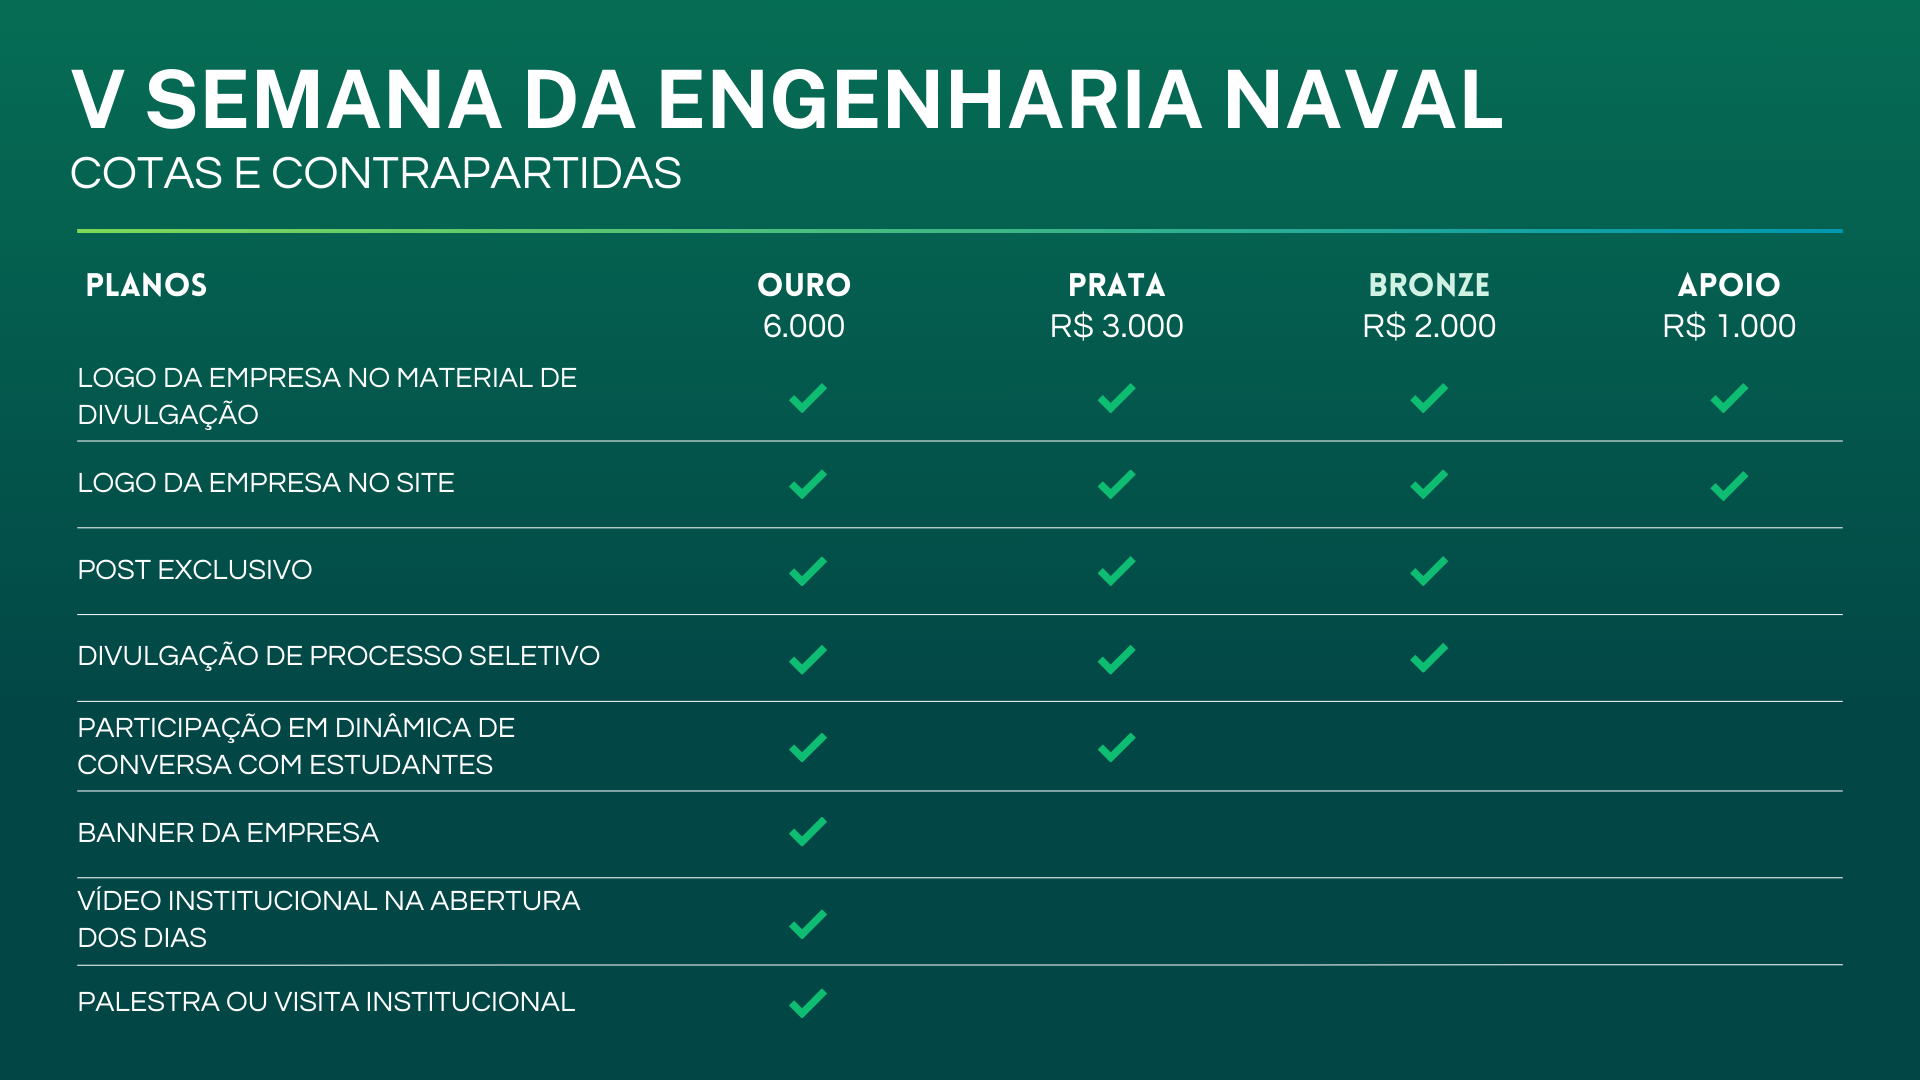 V SEMANA DA ENGENHARIA NAVAL
COTAS E CONTRAPARTIDAS
PLANOS OURO PRATA BRONZE APOIO
6.000 R$ 3.000 R$ 2.000 R$ 1.000
LOGO DA EMPRESA NO MATERIAL DE
DIVULGAÇÃO
LOGO DA EMPRESA NO SITE
POST EXCLUSIVO
DIVULGAÇÃO DE PROCESSO SELETIVO
PARTICIPAÇÃO EM DINÂMICA DE
CONVERSA COM ESTUDANTES
BANNER DA EMPRESA
VÍDEO INSTITUCIONAL NA ABERTURA
DOS DIAS
PALESTRA OU VISITA INSTITUCIONAL